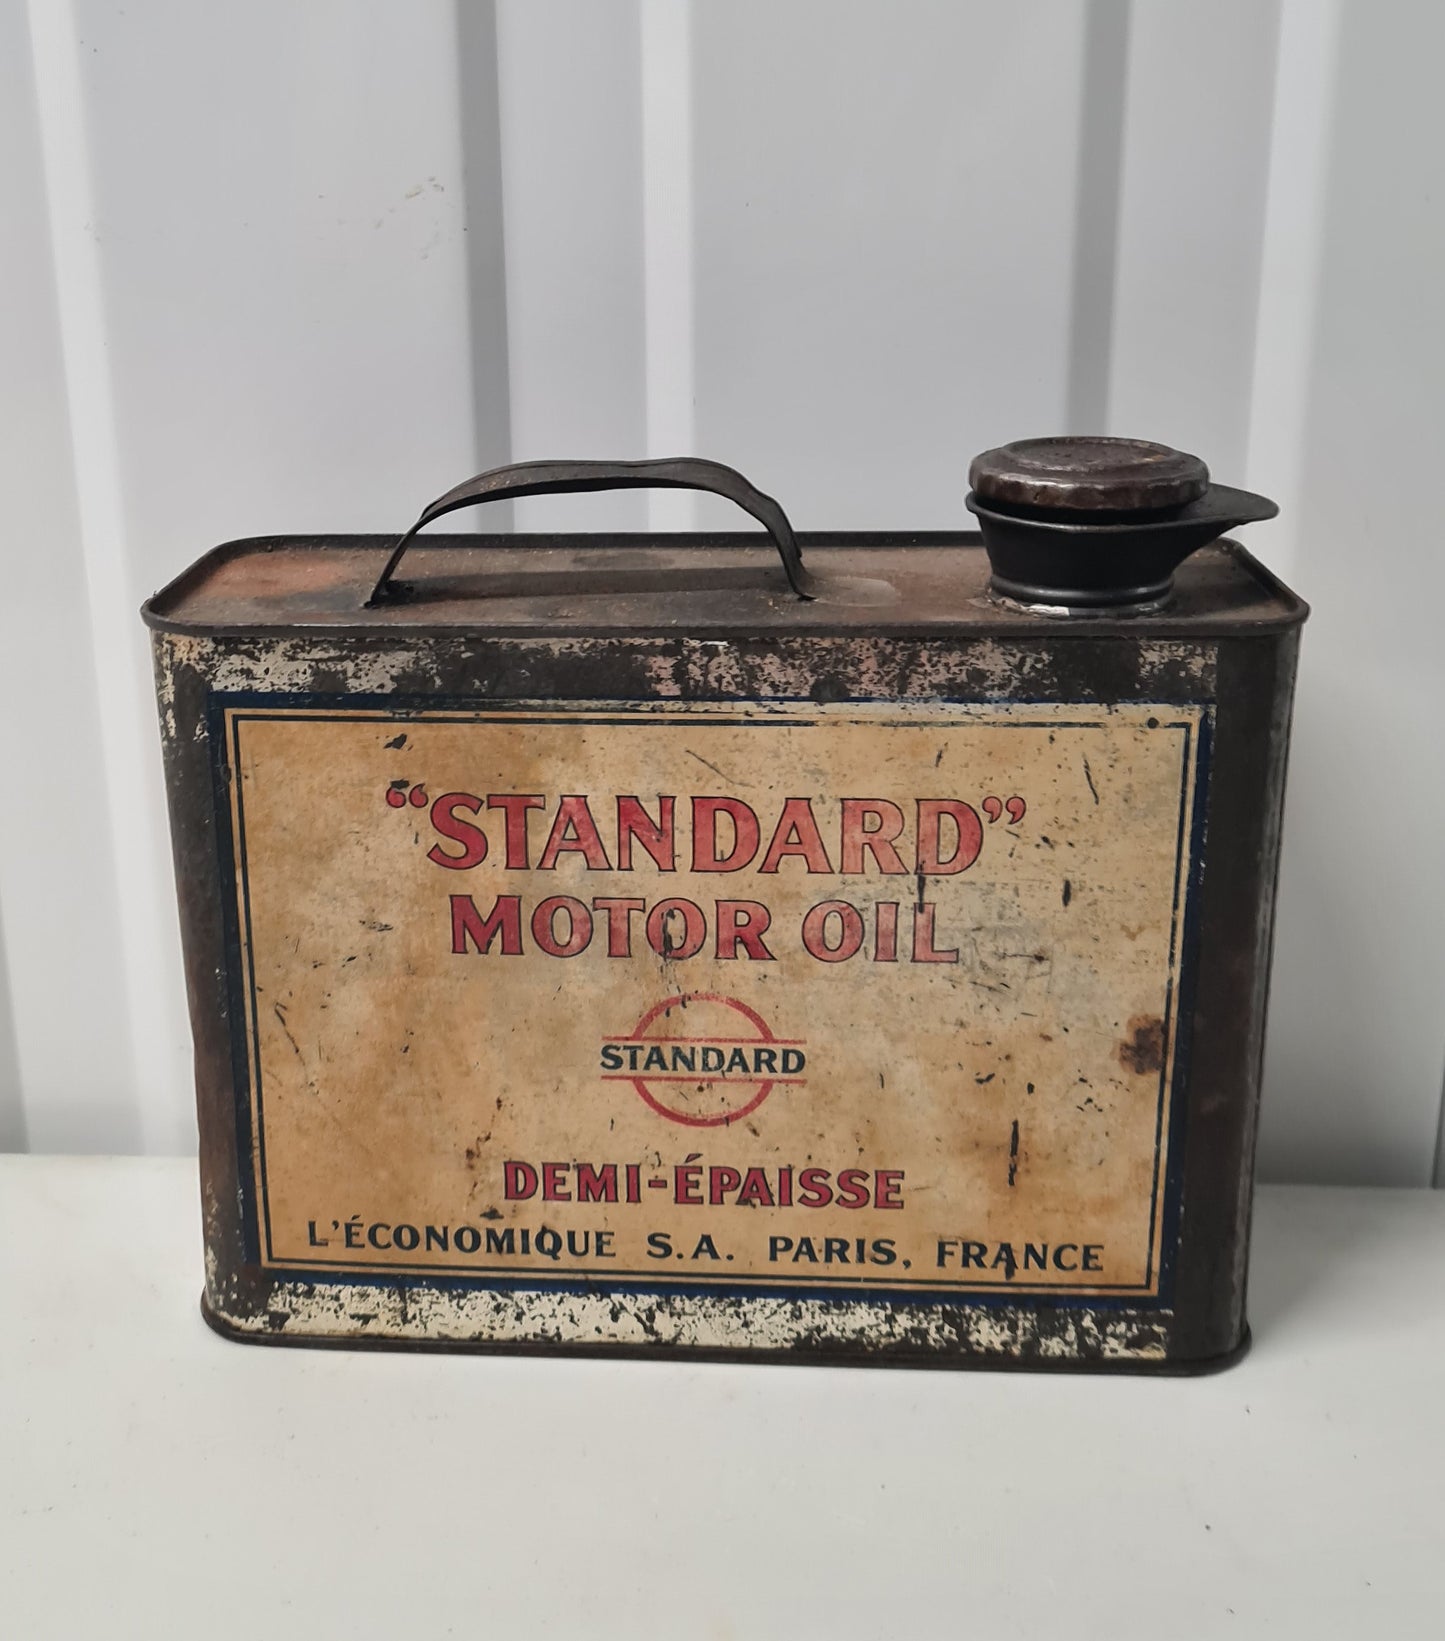 “STANDARD”
MOTOR OIL
STANDARD
DEMI-ÉPAISSE
L'ÉCONOMIQUE S.A. PARIS, FRANCE